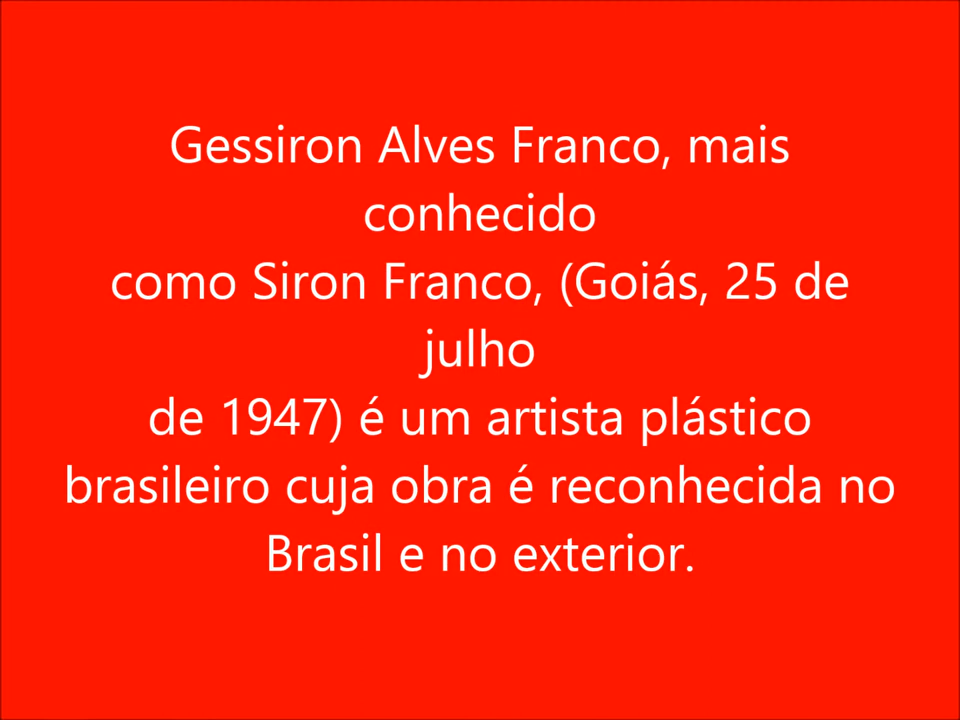 Gessiron Alves Franco, mais
conhecido
como Siron Franco, (Goiás, 25 de
julho
de 1947) é um artista plástico
brasileiro cuja obra é reconhecida no
Brasil e no exterior.